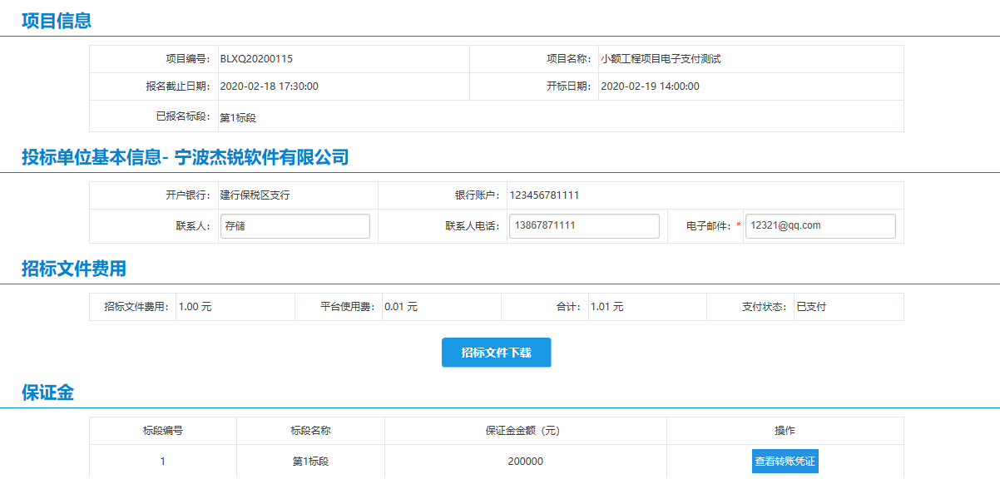 项目信息
项目编号： BLXQ20200115 项目名称： 小额工程项目电子支付测试
报名截止日期： 2020-02-18 17:30:00 开标日期： 2020-02-19 14:00:00
已报名标段： 第1标段
投标单位基本信息- 宁波杰锐软件有限公司
开户银行： 建行保税区支行 银行账户： 123456781111
联系人： 存储 联系人电话： 13867871111 电子邮件： * 12321@qq.com
招标文件费用
招标文件费用： 1.00 元 平台使用费： 0.01 元 合计： 1.01 元 支付状态： 已支付
招标文件下载
保证金
标段编号 标段名称 保证金金额（元） 操作
1 第1标段 200000 查看转账凭证